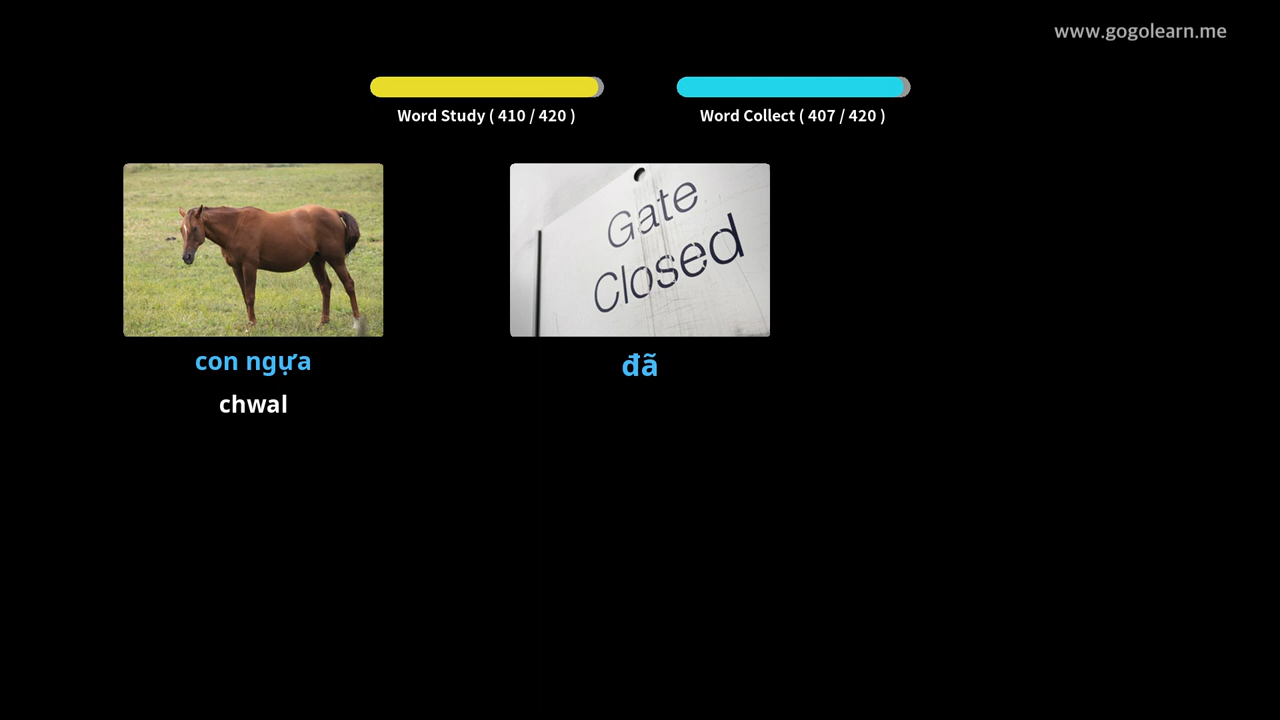 www.gogolearn.me
Word Study ( 410 / 420 )
Word Collect ( 407 / 420 )
Gate
Closed
con ngựa
đã
chwal